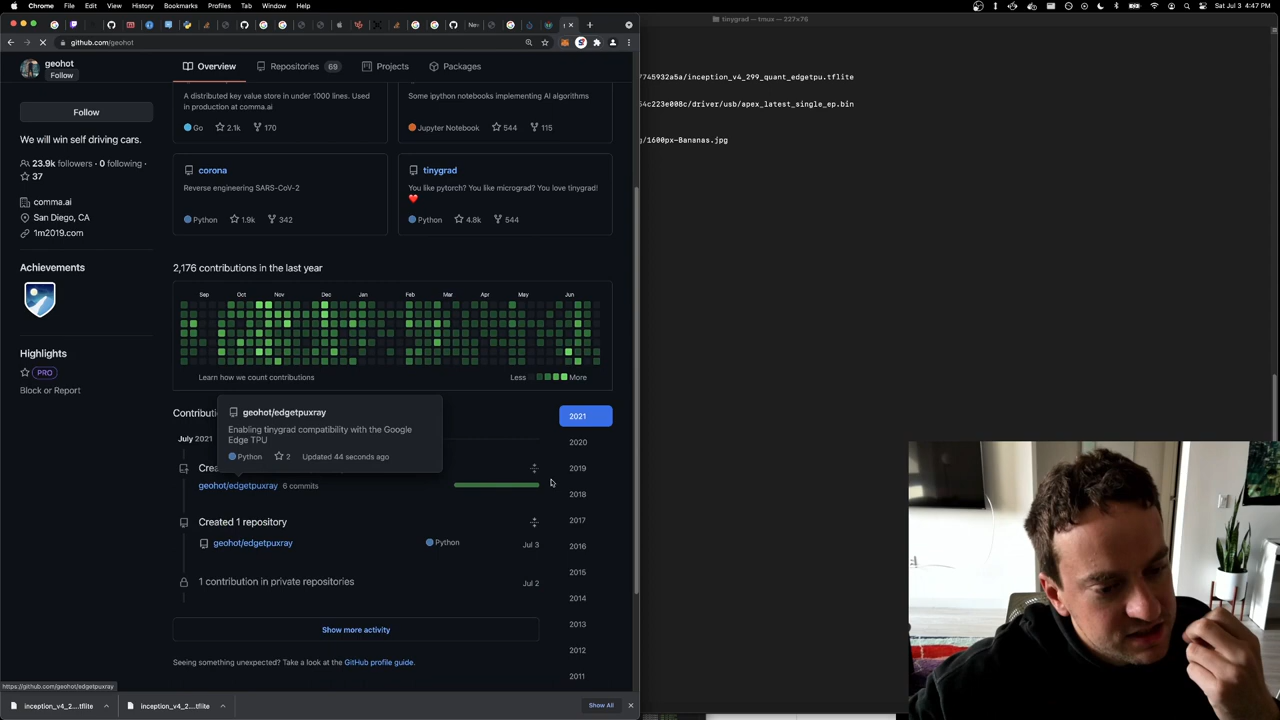 Chrome File Edit View History Bookmarks Profiles Tab Window Help
Sat Jul 3 4:47 PM
tinygrad — tmux — 227x76
github.com/geohot
geohot
Follow
Overview
Repositories 69
Projects
Packages
Follow
We will win self driving cars.
23.9k followers · 0 following ·
37
comma.ai
San Diego, CA
1m2019.com
Achievements
Highlights
PRO
Block or Report
A distributed key value store in under 1000 lines. Used
in production at comma.ai
Go 2.1k 170
Some ipython notebooks implementing AI algorithms
Jupyter Notebook 544 115
corona
Reverse engineering SARS-CoV-2
Python 1.9k 342
tinygrad
You like pytorch? You like micrograd? You love tinygrad!
❤️
Python 4.8k 544
2,176 contributions in the last year
Sep Oct Nov Dec Jan Feb Mar Apr May Jun
Learn how we count contributions
Less More
Contributi
geohot/edgetpuxray
Enabling tinygrad compatibility with the Google
Edge TPU
Python 2 Updated 44 seconds ago
July 2021
Crea
geohot/edgetpuxray 6 commits
Created 1 repository
geohot/edgetpuxray Python Jul 3
1 contribution in private repositories Jul 2
Show more activity
Seeing something unexpected? Take a look at the GitHub profile guide.
2021
2020
2019
2018
2017
2016
2015
2014
2013
2012
2011
https://github.com/geohot/edgetpuxray
inception_v4_2....tflite
inception_v4_2....tflite
Show All
7745932a5a/inception_v4_299_quant_edgetpu.tflite
4c223e008c/driver/usb/apex_latest_single_ep.bin
/1600px-Bananas.jpg